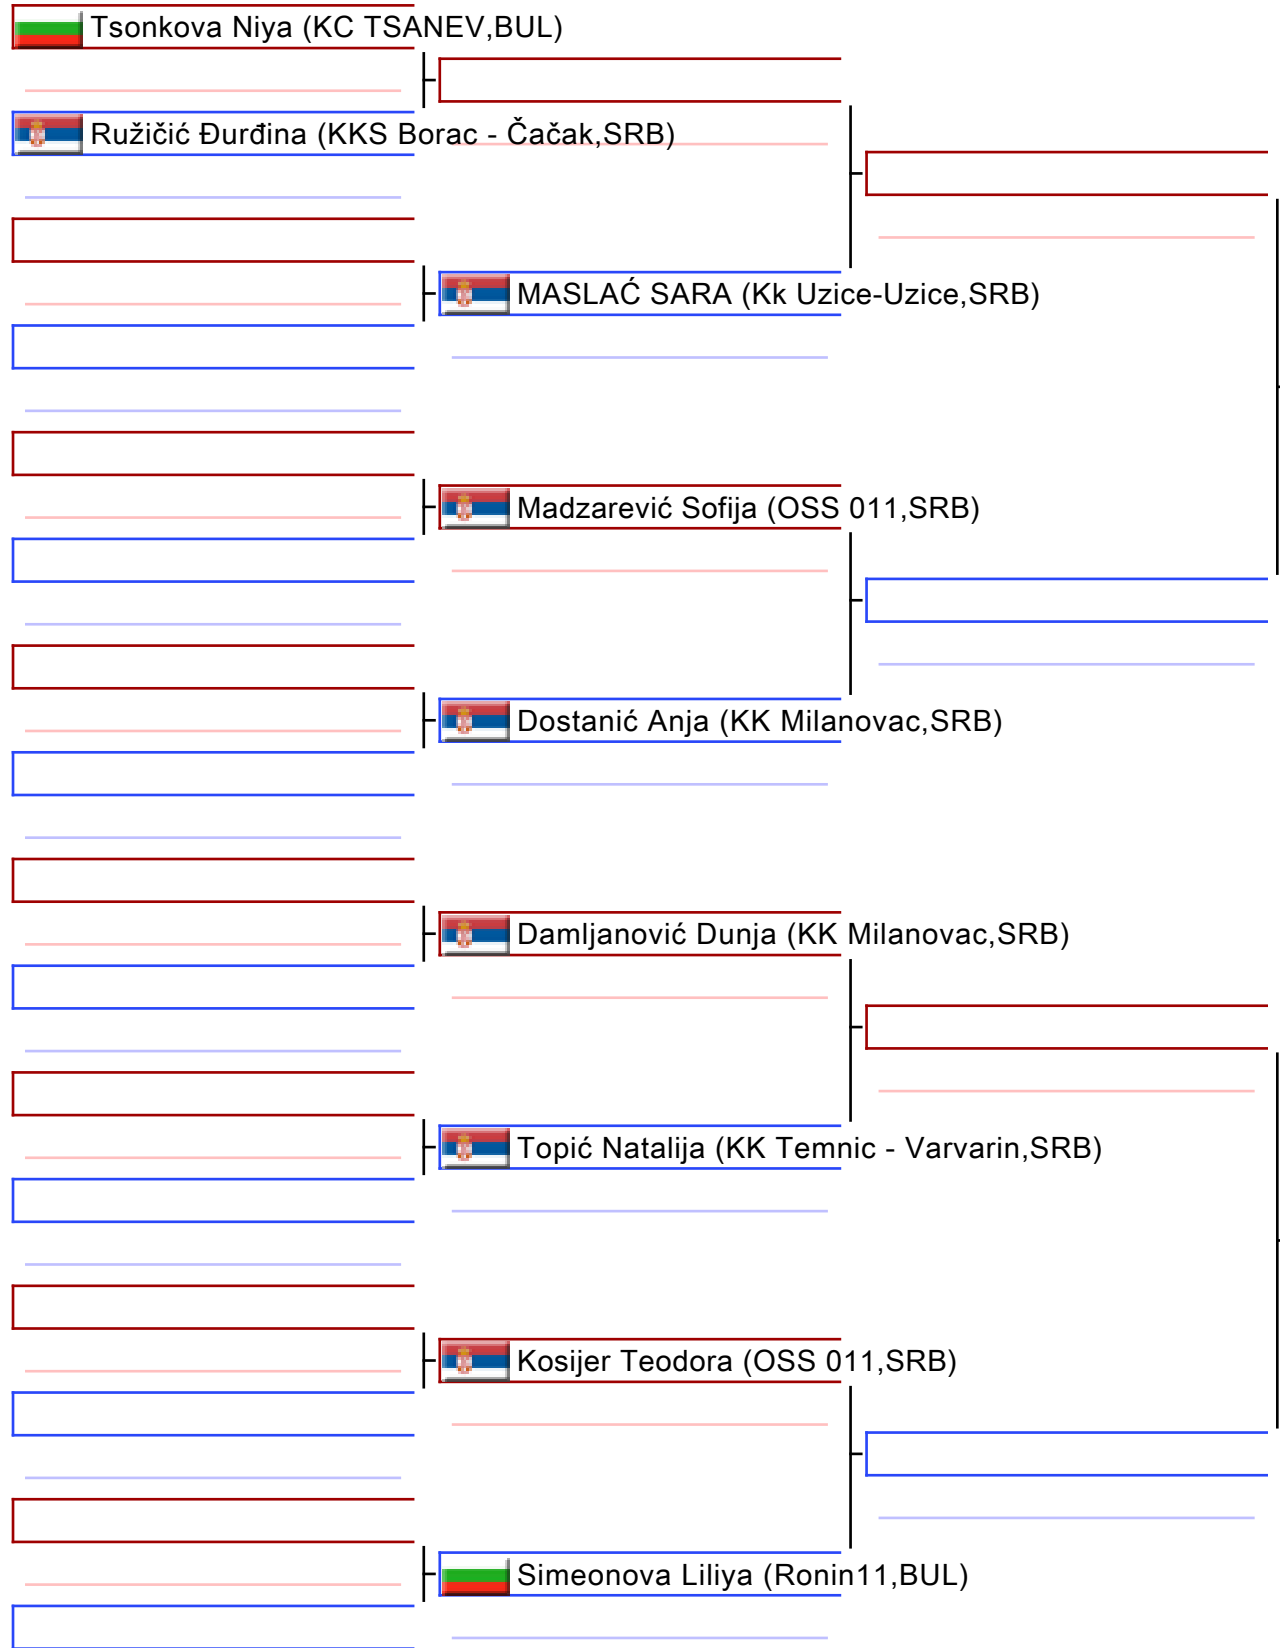 Tsonkova Niya (KC TSANEV,BUL)
Ružičić Đurđina (KKS Borac - Čačak,SRB)
MASLAĆ SARA (Kk Uzice-Uzice,SRB)
Madzarević Sofija (OSS 011,SRB)
Dostanić Anja (KK Milanovac,SRB)
Damljanović Dunja (KK Milanovac,SRB)
Topić Natalija (KK Temnic - Varvarin,SRB)
Kosijer Teodora (OSS 011,SRB)
Simeonova Liliya (Ronin11,BUL)